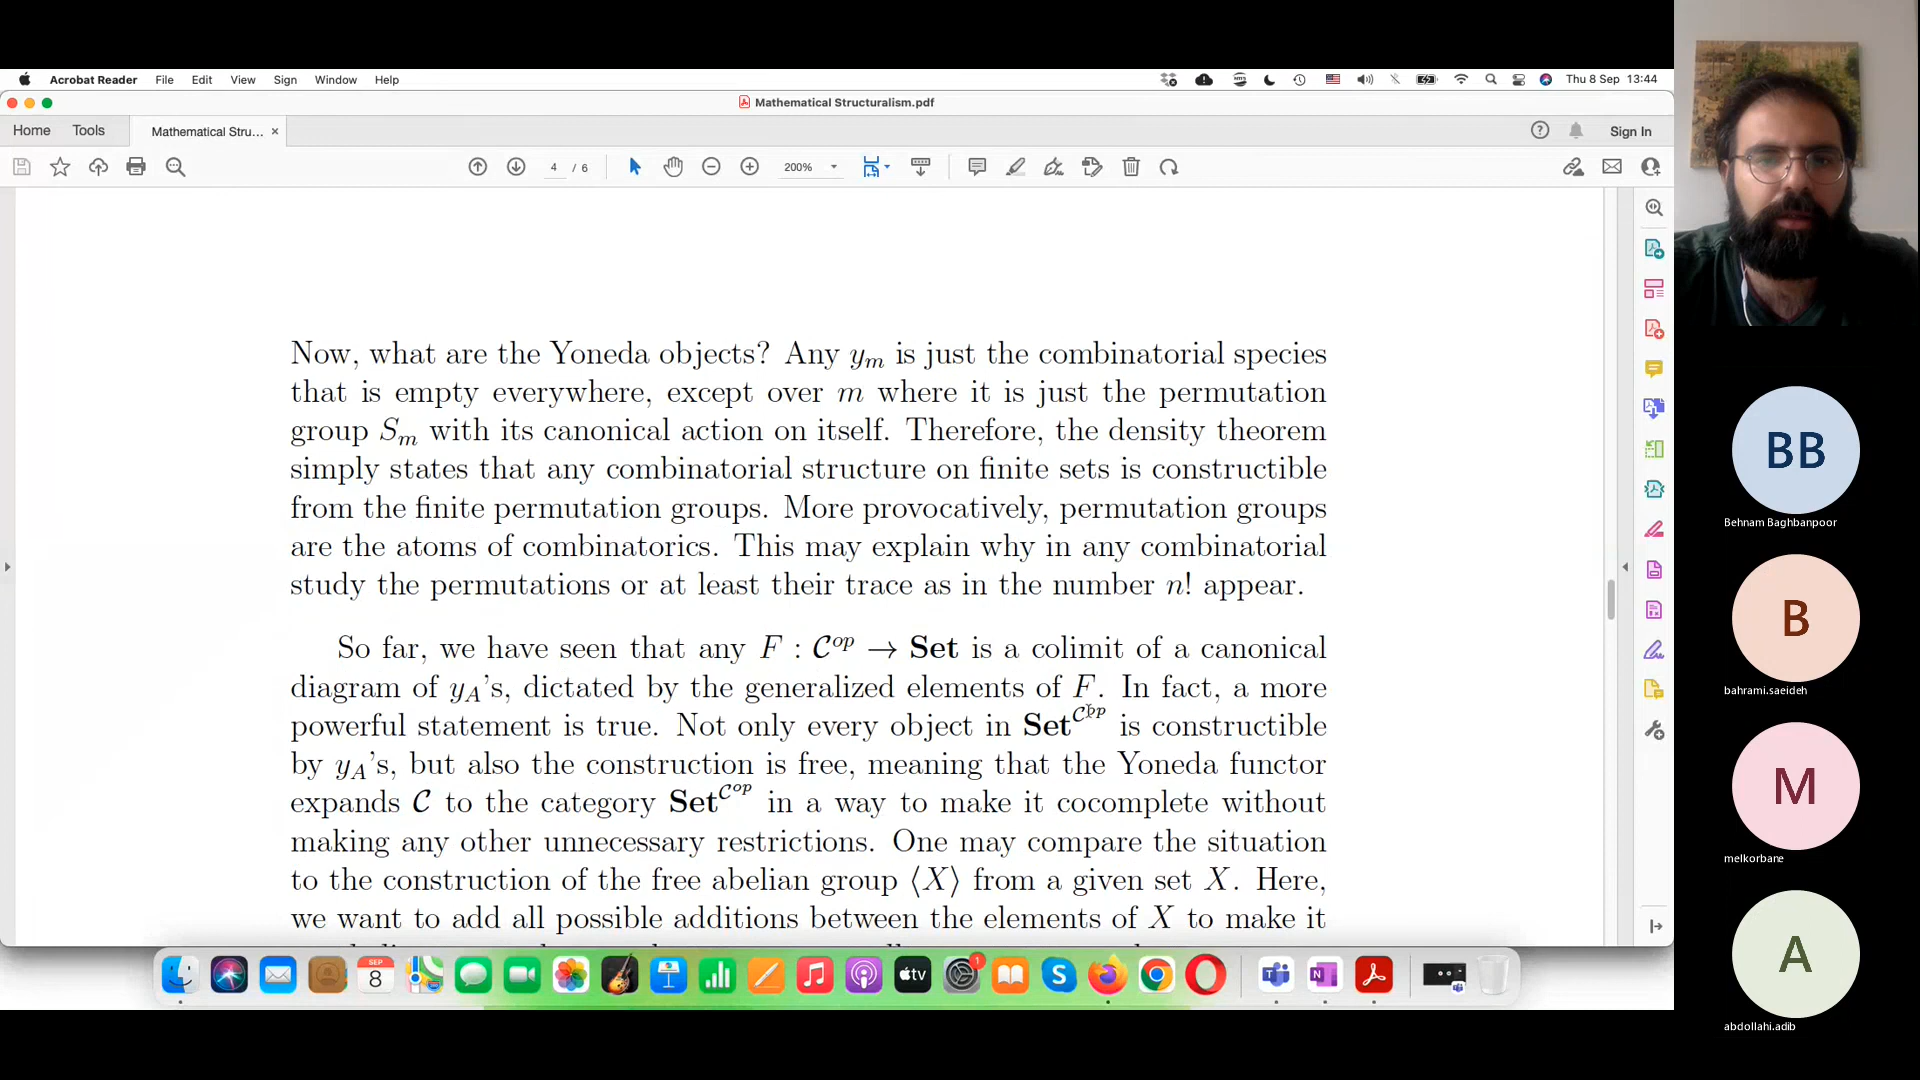 Acrobat Reader File Edit View Sign Window Help
Thu 8 Sep 13:44
Mathematical Structuralism.pdf
Home Tools Mathematical Stru... ×
Sign In
4 / 6
200%
Now, what are the Yoneda objects? Any yₘ is just the combinatorial species
that is empty everywhere, except over m where it is just the permutation
group Sₘ with its canonical action on itself. Therefore, the density theorem
simply states that any combinatorial structure on finite sets is constructible
from the finite permutation groups. More provocatively, permutation groups
are the atoms of combinatorics. This may explain why in any combinatorial
study the permutations or at least their trace as in the number n! appear.
So far, we have seen that any F : 𝒞^{op} → Set is a colimit of a canonical
diagram of y_A's, dictated by the generalized elements of F. In fact, a more
powerful statement is true. Not only every object in Set^{𝒞^{op}} is constructible
by y_A's, but also the construction is free, meaning that the Yoneda functor
expands 𝒞 to the category Set^{𝒞^{op}} in a way to make it cocomplete without
making any other unnecessary restrictions. One may compare the situation
to the construction of the free abelian group ⟨X⟩ from a given set X. Here,
we want to add all possible additions between the elements of X to make it
BB
Behnam Baghbanpoor
B
bahrami.saeideh
M
melkorbane
A
abdollahi.adib
SEP
8
tv
1